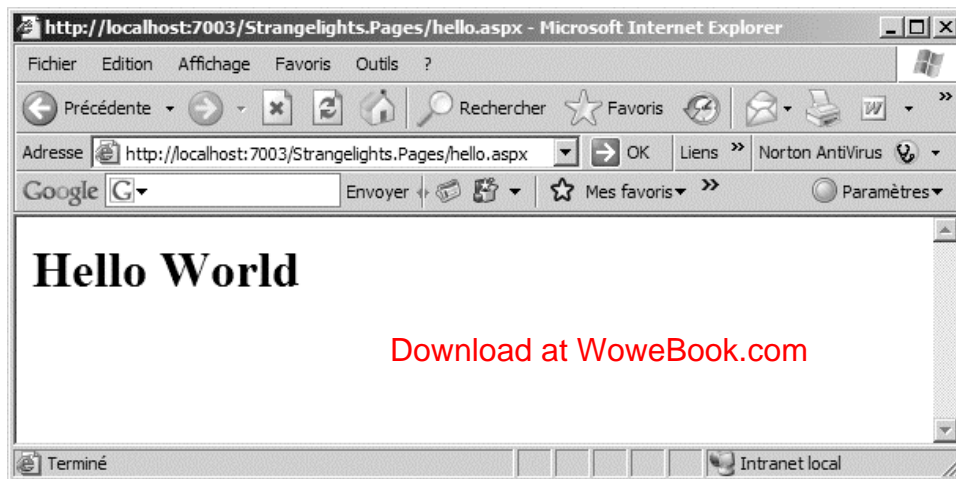 http://localhost:7003/Strangelights.Pages/hello.aspx - Microsoft Internet Explorer
Fichier Edition Affichage Favoris Outils ?
Précédente Rechercher Favoris W »
Adresse http://localhost:7003/Strangelights.Pages/hello.aspx OK Liens » Norton AntiVirus
Google G Envoyer Mes favoris » Paramètres
Hello World
Download at WoweBook.com
Terminé Intranet local